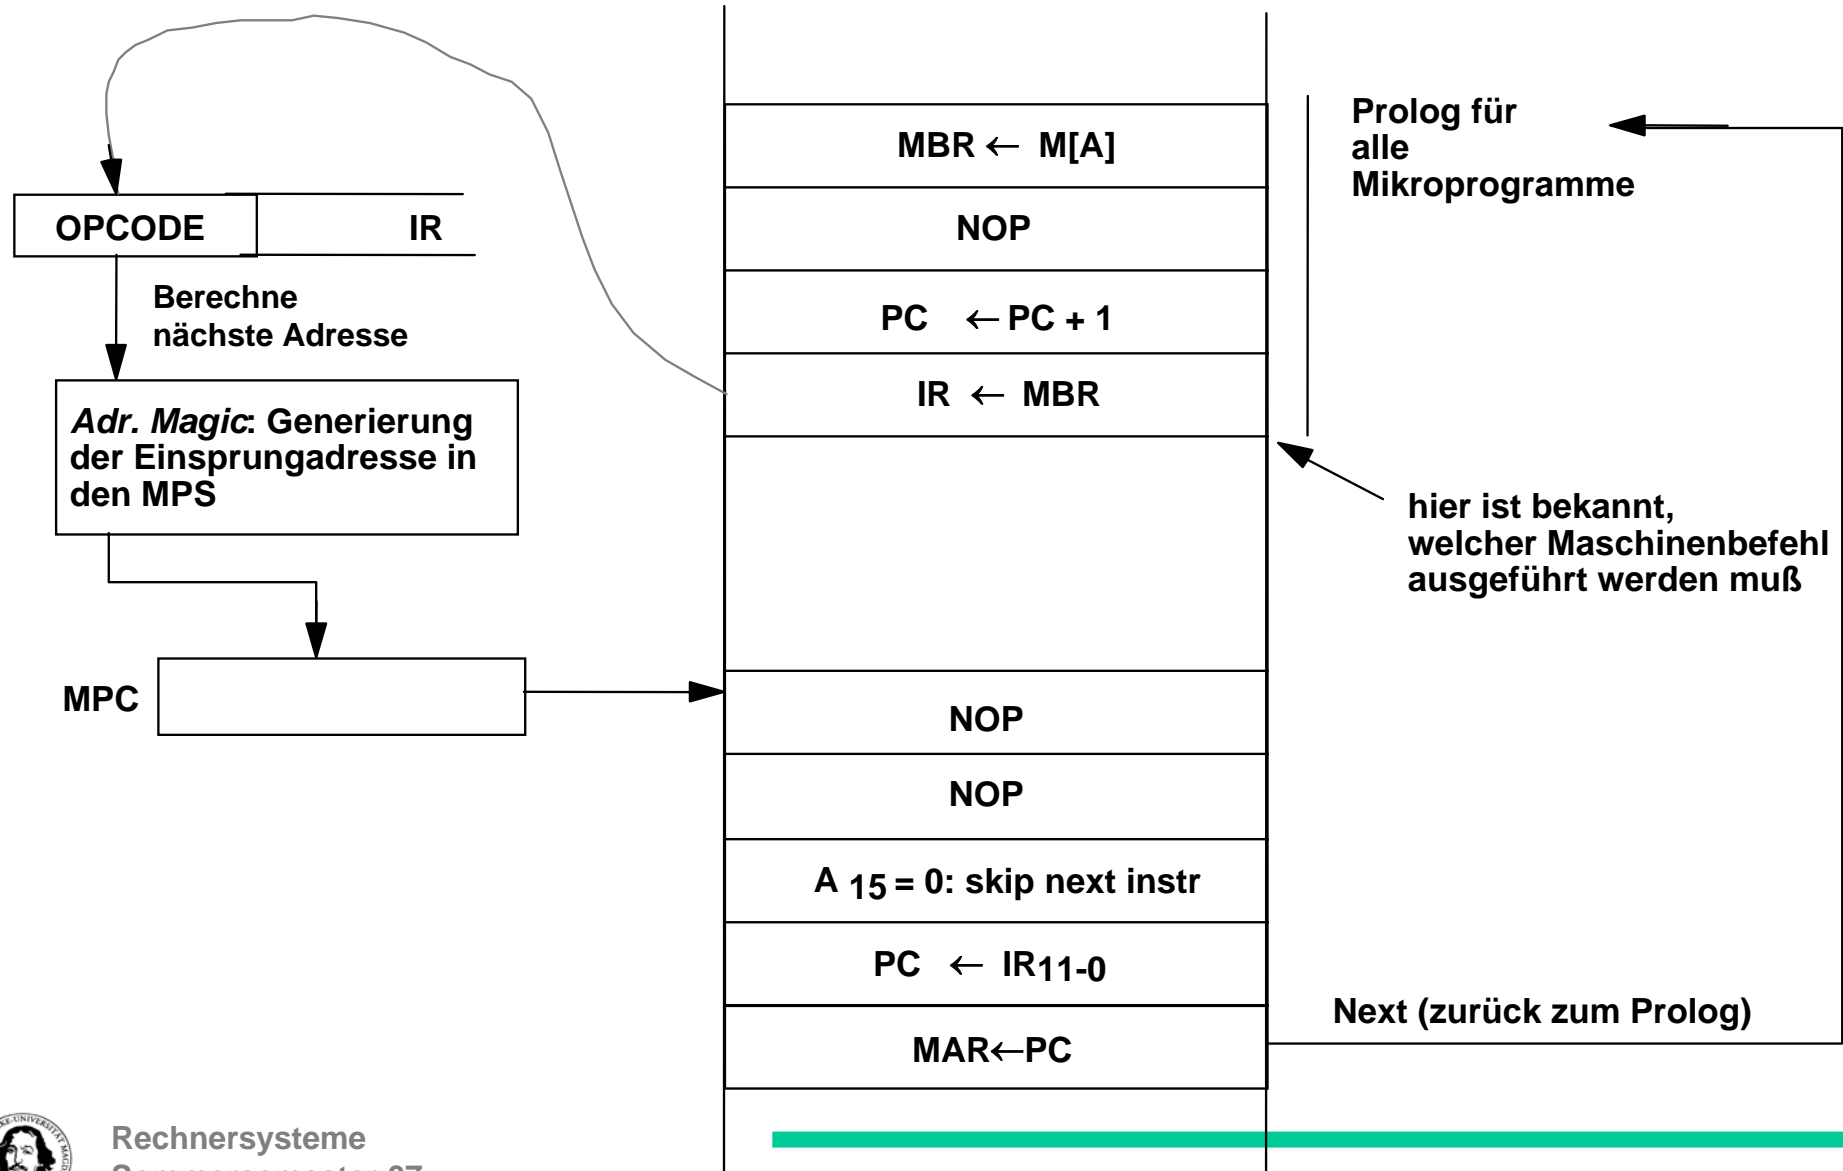 MBR ← M[A]
NOP
PC ← PC + 1
IR ← MBR
Prolog für
alle
Mikroprogramme
OPCODE
IR
Berechne
nächste Adresse
Adr. Magic: Generierung
der Einsprungadresse in
den MPS
hier ist bekannt,
welcher Maschinenbefehl
ausgeführt werden muß
MPC
NOP
NOP
A 15 = 0: skip next instr
PC ← IR11-0
MAR←PC
Next (zurück zum Prolog)
Rechnersysteme
Sommersemester 07